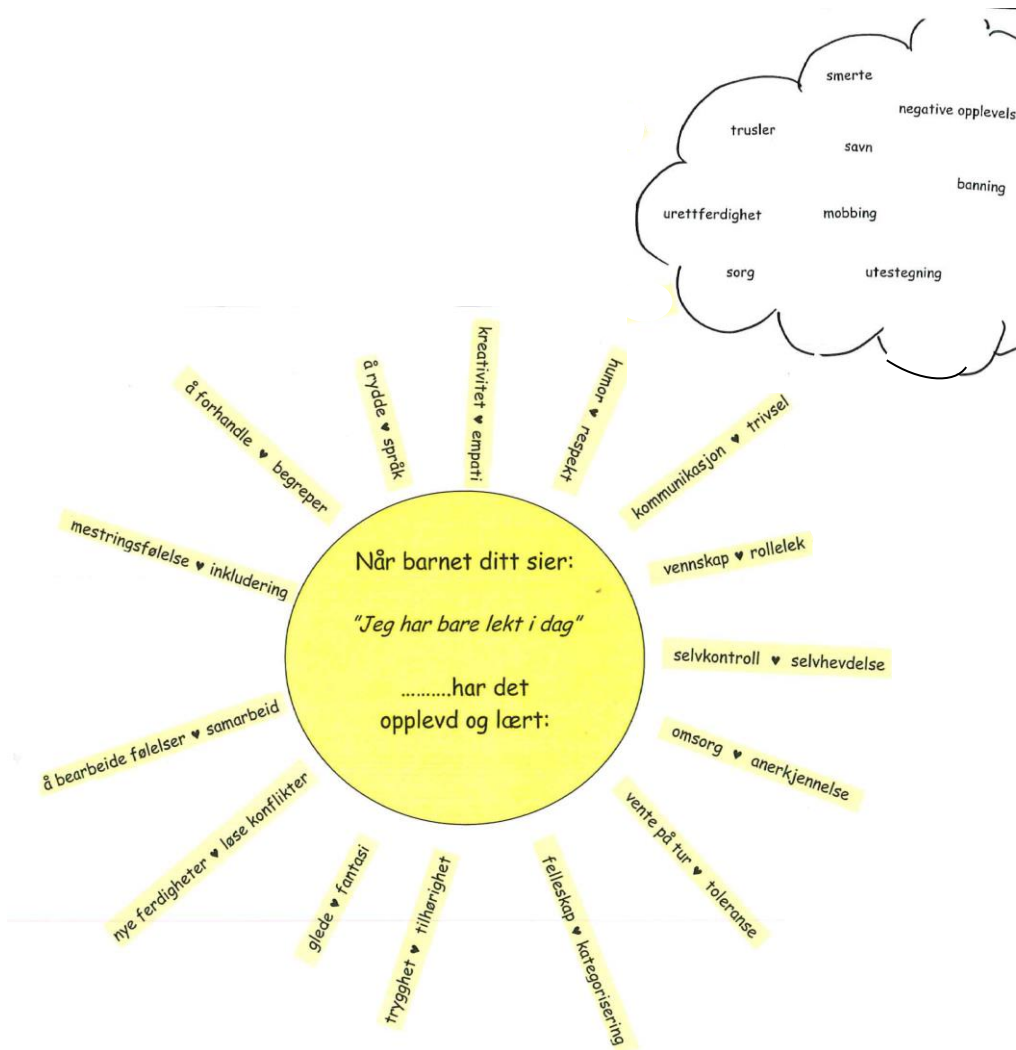 smerte
negative opplevels
trusler
savn
banning
urettferdighet
mobbing
sorg
utestegning
kreativitet ♥ empati
humor ♥ respekt
kommunikasjon ♥ trivsel
vennskap ♥ rollelek
selvkontroll ♥ selvhevdelse
omsorg ♥ anerkjennelse
vente på tur ♥ toleranse
felleskap ♥ kategorisering
trygghet ♥ tilhørighet
glede ♥ fantasi
nye ferdigheter ♥ løse konflikter
å bearbeide følelser ♥ samarbeid
mestringsfølelse ♥ inkludering
å forhandle ♥ begreper
å rydde ♥ språk
Når barnet ditt sier:
"Jeg har bare lekt i dag"
..........har det
opplevd og lært: